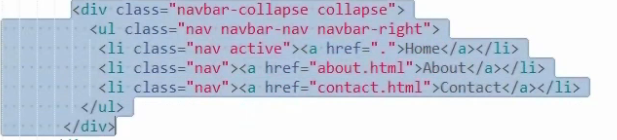 <div class="navbar-collapse collapse">
<ul class="nav navbar-nav navbar-right">
<li class="nav active"><a href=".">Home</a></li>
<li class="nav"><a href="about.html">About</a></li>
<li class="nav"><a href="contact.html">Contact</a></li>
</ul>
</div>